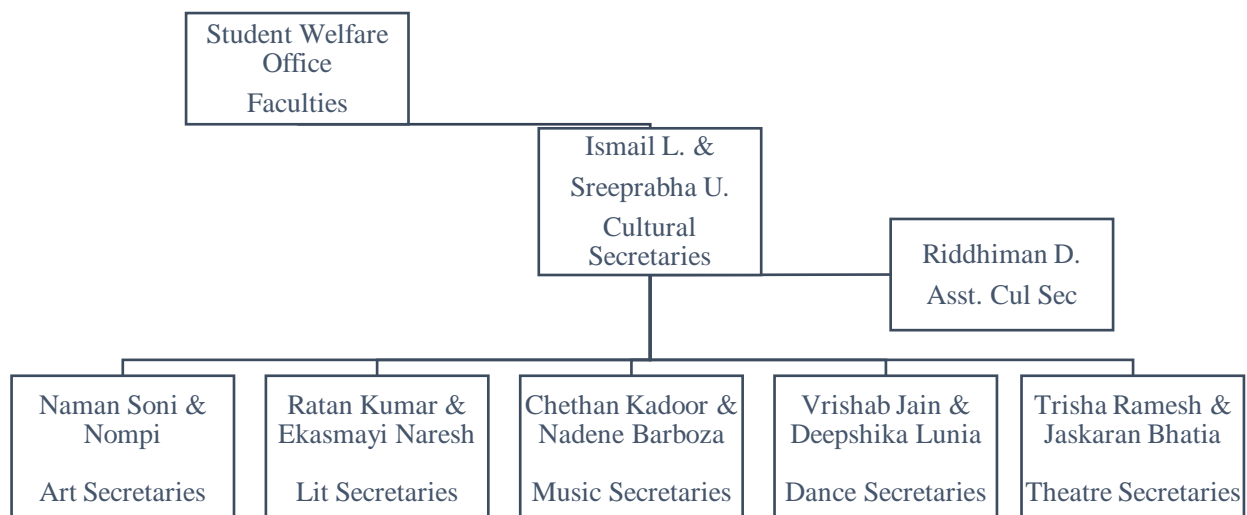 Student Welfare
Office
Faculties
Ismail L. &
Sreeprabha U.
Cultural
Secretaries
Riddhiman D.
Asst. Cul Sec
Naman Soni &
Nompi
Art Secretaries
Ratan Kumar &
Ekasmayi Naresh
Lit Secretaries
Chethan Kadoor &
Nadene Barboza
Music Secretaries
Vrishab Jain &
Deepshika Lunia
Dance Secretaries
Trisha Ramesh &
Jaskaran Bhatia
Theatre Secretaries